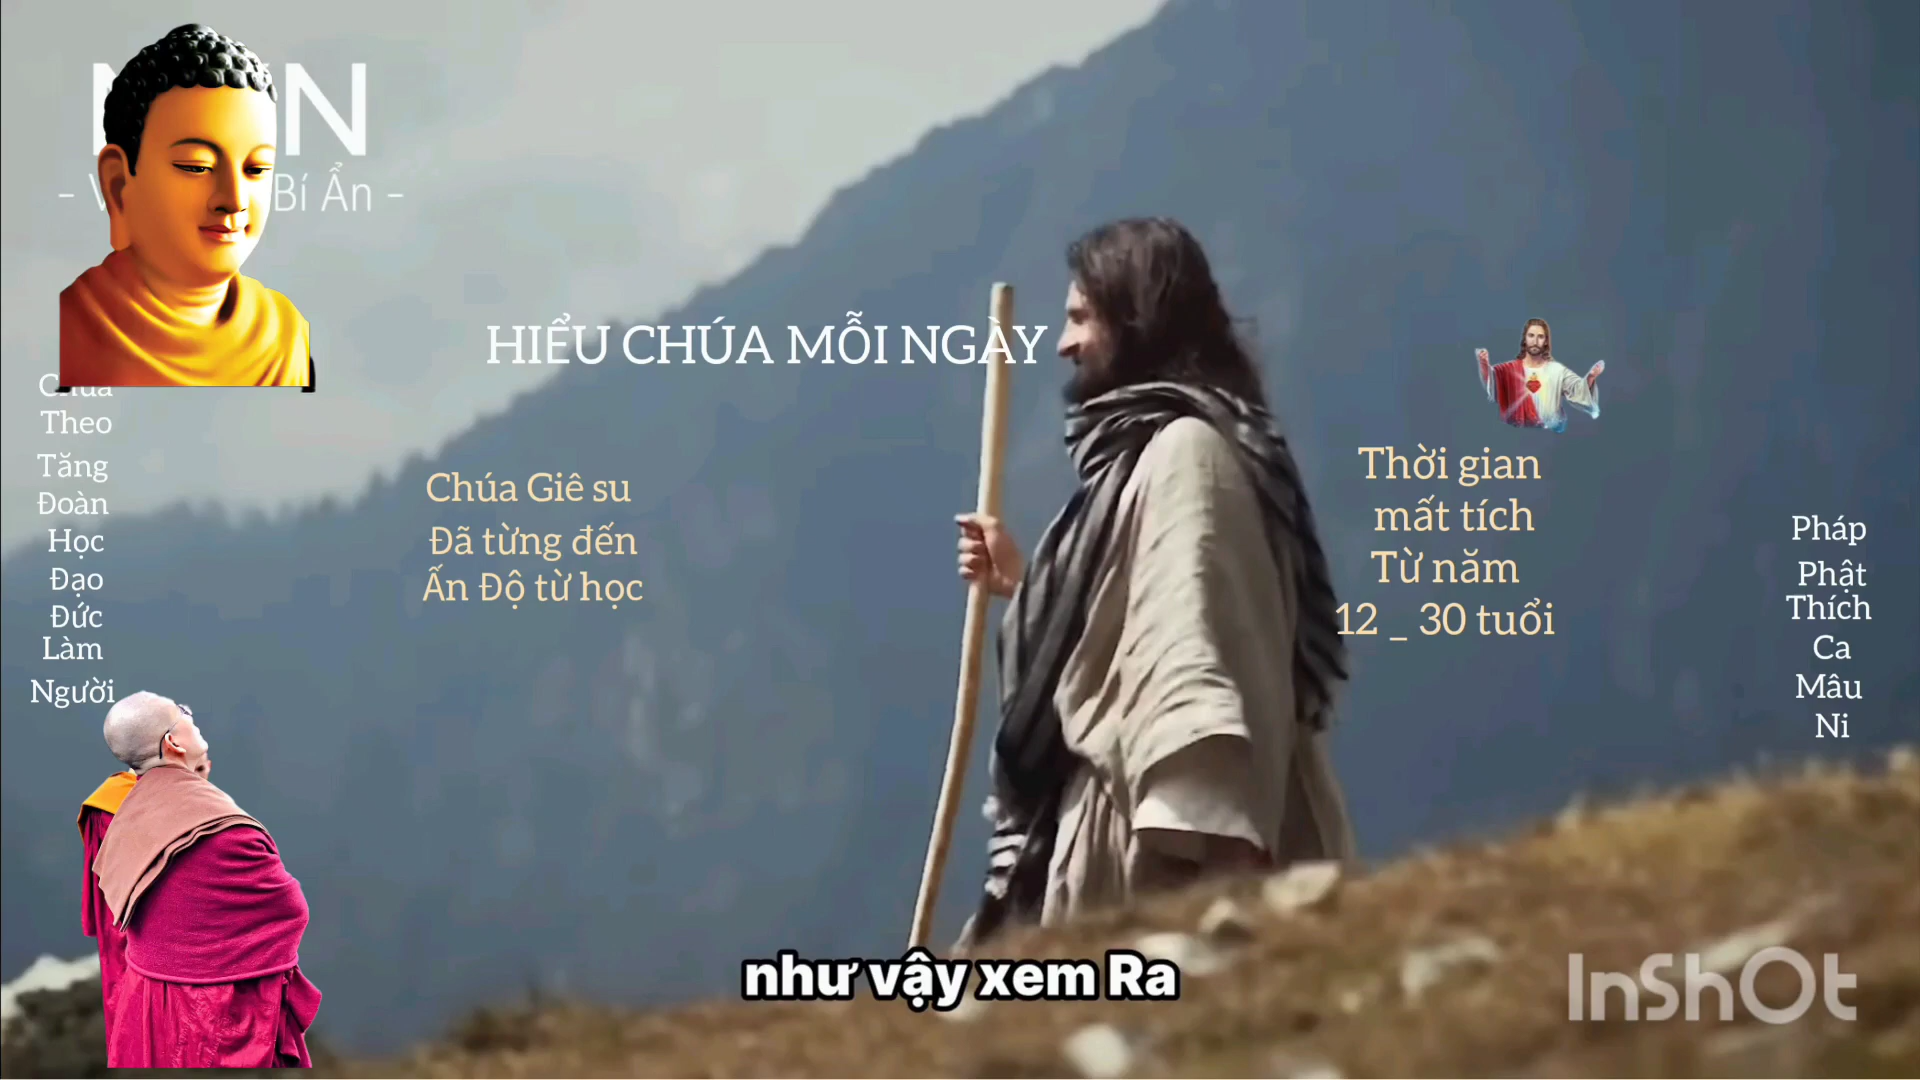 N
- Bí Ẩn -
HIỂU CHÚA MỖI NGÀY
Chúa
Theo
Tăng
Đoàn
Học
Đạo
Đức
Làm
Người
Chúa Giê su
Đã từng đến
Ấn Độ từ học
Thời gian
mất tích
Từ năm
12 _ 30 tuổi
Pháp
Phật
Thích
Ca
Mâu
Ni
như vậy xem Ra
InShOt